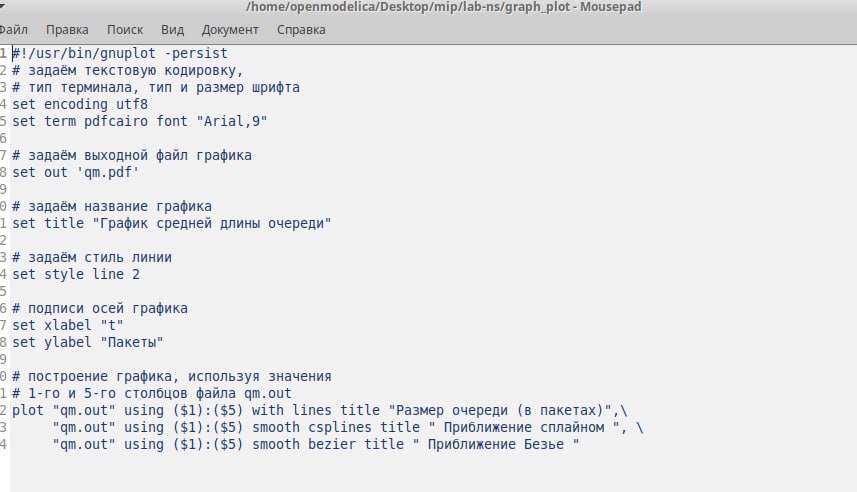 /home/openmodelica/Desktop/mip/lab-ns/graph_plot - Mousepad
Файл Правка Поиск Вид Документ Справка
1 #!/usr/bin/gnuplot -persist
2 # задаём текстовую кодировку,
3 # тип терминала, тип и размер шрифта
4 set encoding utf8
5 set term pdfcairo font "Arial,9"
6
7 # задаём выходной файл графика
8 set out 'qm.pdf'
9
0 # задаём название графика
1 set title "График средней длины очереди"
2
3 # задаём стиль линии
4 set style line 2
5
6 # подписи осей графика
7 set xlabel "t"
8 set ylabel "Пакеты"
9
0 # построение графика, используя значения
1 # 1-го и 5-го столбцов файла qm.out
2 plot "qm.out" using ($1):($5) with lines title "Размер очереди (в пакетах)",\
3      "qm.out" using ($1):($5) smooth csplines title " Приближение сплайном ", \
4      "qm.out" using ($1):($5) smooth bezier title " Приближение Безье "